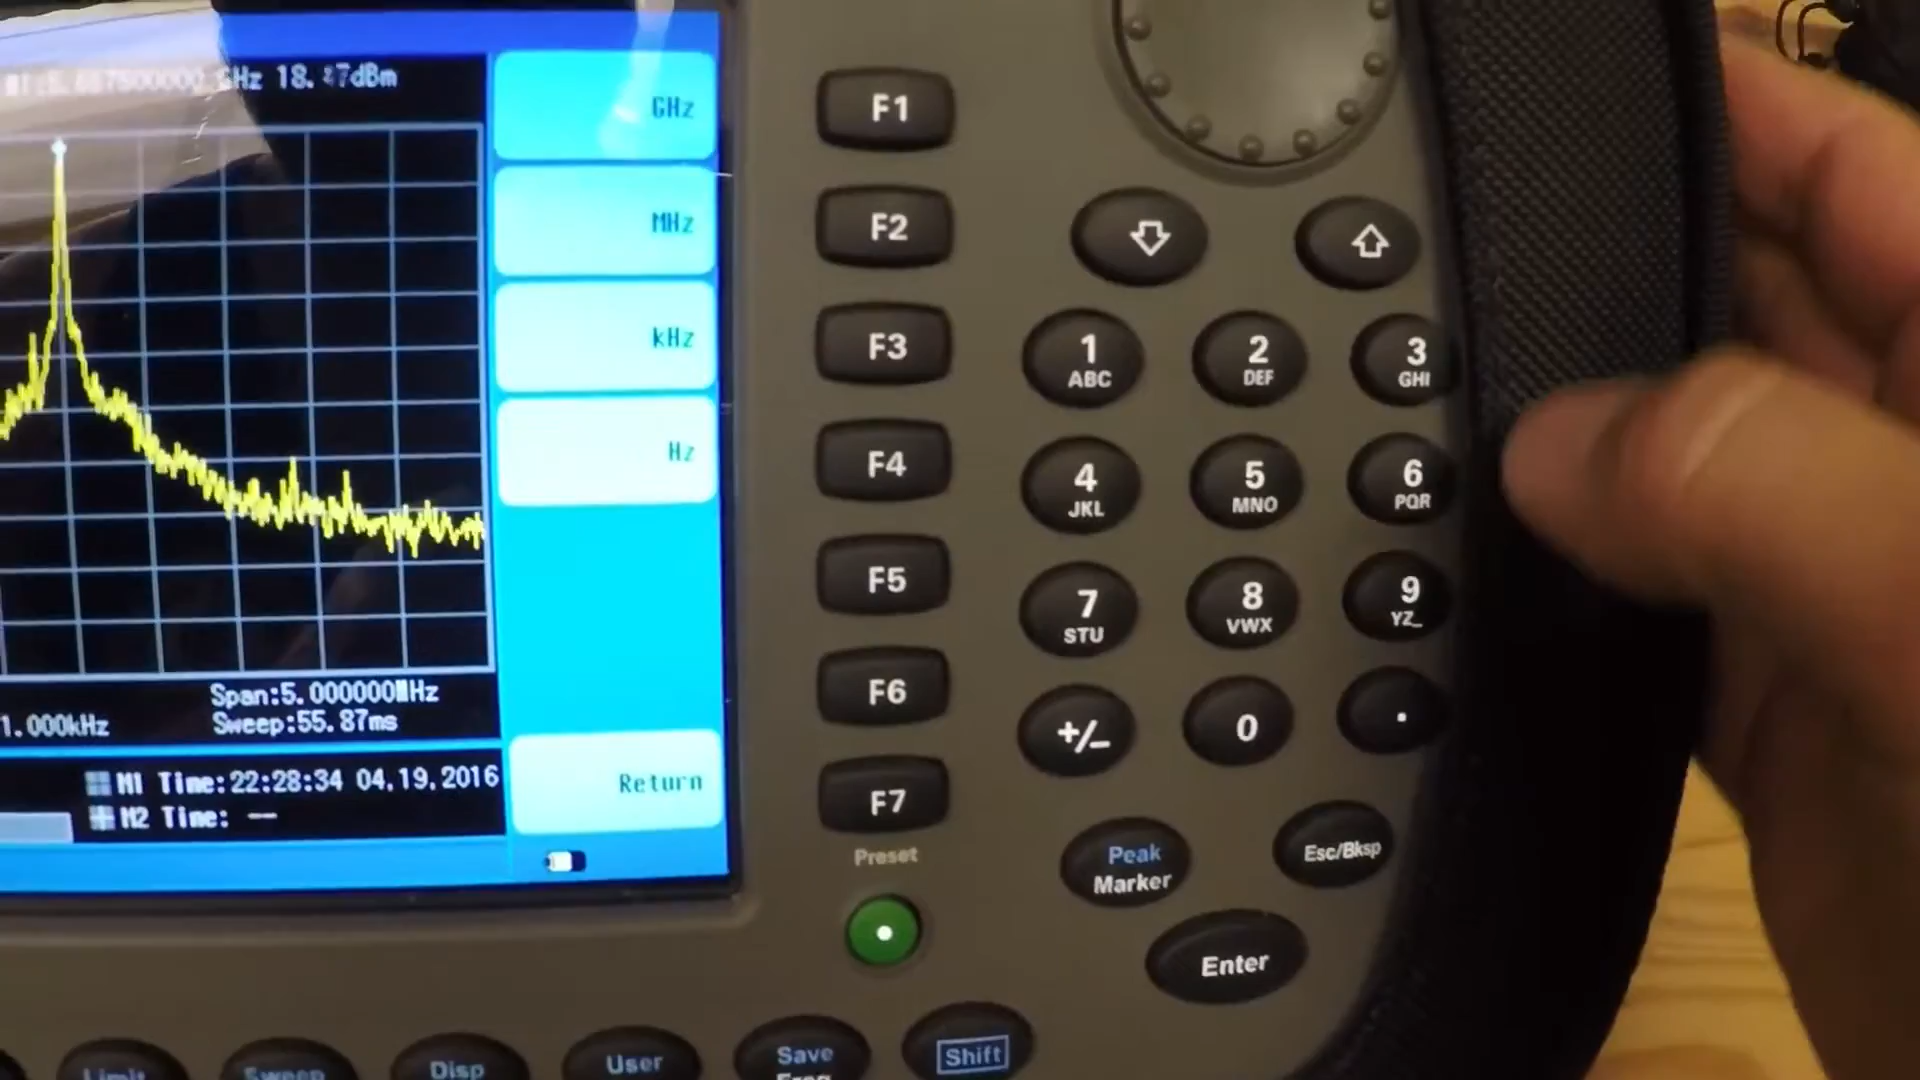 GHz
MHz
kHz
Hz
Span:5.000000MHz
1.000kHz
Sweep:55.87ms
M1 Time:22:28:34 04.19.2016
M2 Time: --
Return
F1
F2
F3
F4
F5
F6
F7
Preset
1
ABC
2
DEF
3
GHI
4
JKL
5
MNO
6
PQR
7
STU
8
VWX
9
YZ_
+/-
0
.
Peak
Marker
Esc/Bksp
Enter
Limit
Sweep
Disp
User
Save
Shift